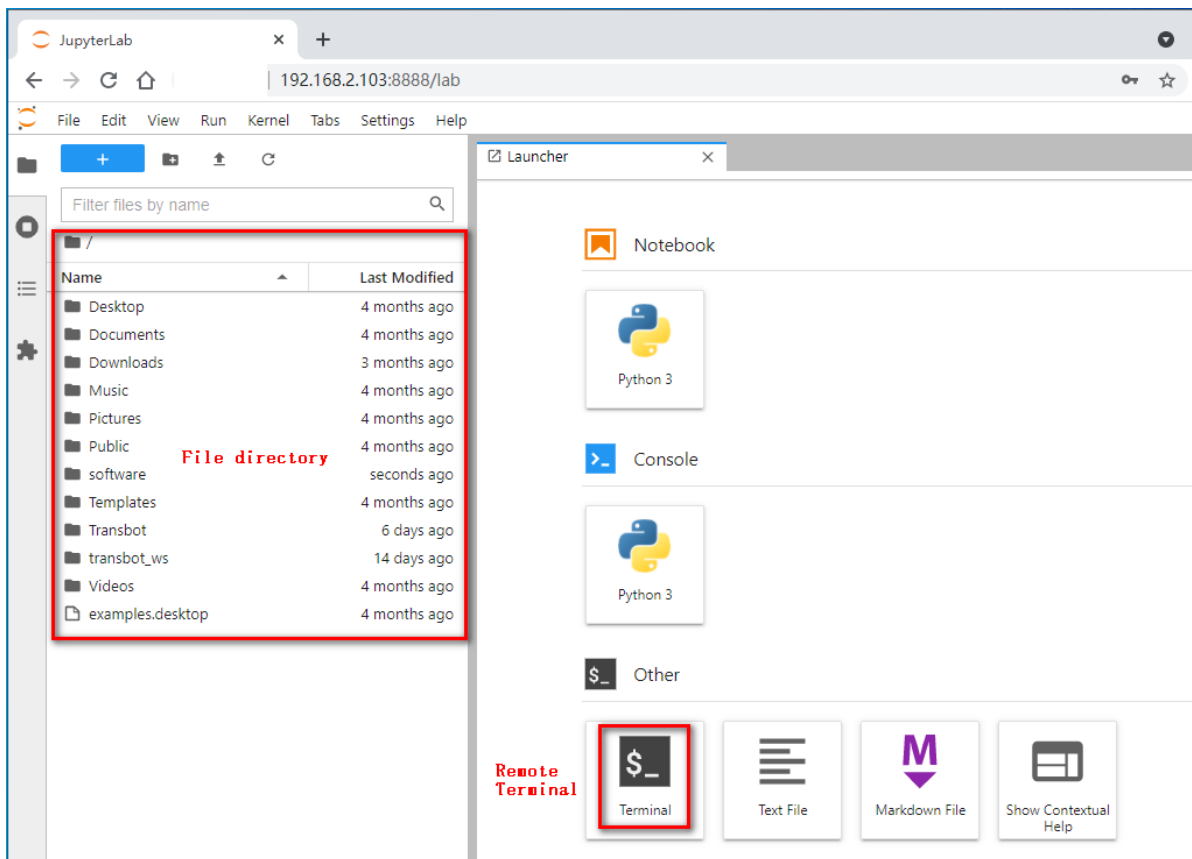 JupyterLab
192.168.2.103:8888/lab
File Edit View Run Kernel Tabs Settings Help
+
Launcher
Filter files by name
/
Name Last Modified
Desktop 4 months ago
Documents 4 months ago
Downloads 3 months ago
Music 4 months ago
Pictures 4 months ago
Public 4 months ago
File directory
software seconds ago
Templates 4 months ago
Transbot 6 days ago
transbot_ws 14 days ago
Videos 4 months ago
examples.desktop 4 months ago
Notebook
Python 3
Console
Python 3
$_ Other
Remote
Terminal
$_
Terminal
Text File
M
Markdown File
Show Contextual
Help